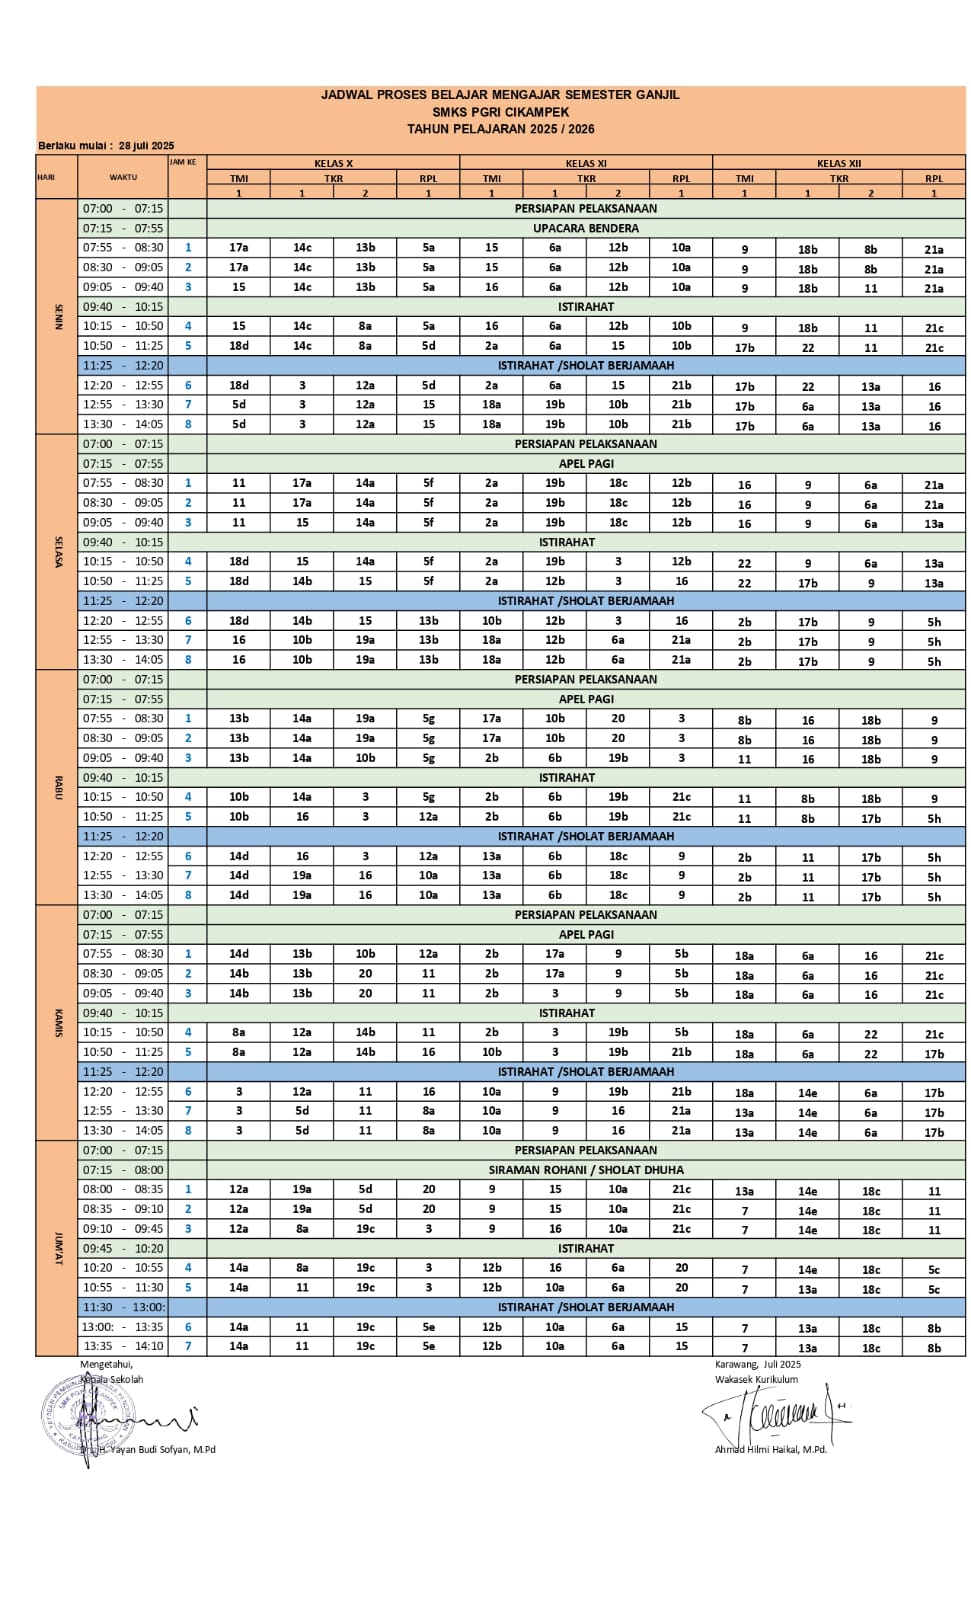 JADWAL PROSES BELAJAR MENGAJAR SEMESTER GANJIL
SMKS PGRI CIKAMPEK
TAHUN PELAJARAN 2025 / 2026
Berlaku mulai : 28 juli 2025
HARI WAKTU JAM KE KELAS X KELAS XI KELAS XII
TMI TKR RPL TMI TKR RPL TMI TKR RPL
1 1 2 1 1 1 2 1 1 1 2 1
SENIN
07:00 - 07:15 PERSIAPAN PELAKSANAAN
07:15 - 07:55 UPACARA BENDERA
07:55 - 08:30 1 17a 14c 13b 5a 15 6a 12b 10a 9 18b 8b 21a
08:30 - 09:05 2 17a 14c 13b 5a 15 6a 12b 10a 9 18b 8b 21a
09:05 - 09:40 3 15 14c 13b 5a 16 6a 12b 10a 9 18b 11 21a
09:40 - 10:15 ISTIRAHAT
10:15 - 10:50 4 15 14c 8a 5a 16 6a 12b 10b 9 18b 11 21c
10:50 - 11:25 5 18d 14c 8a 5d 2a 6a 15 10b 17b 22 11 21c
11:25 - 12:20 ISTIRAHAT /SHOLAT BERJAMAAH
12:20 - 12:55 6 18d 3 12a 5d 2a 6a 15 21b 17b 22 13a 16
12:55 - 13:30 7 5d 3 12a 15 18a 19b 10b 21b 17b 6a 13a 16
13:30 - 14:05 8 5d 3 12a 15 18a 19b 10b 21b 17b 6a 13a 16
SELASA
07:00 - 07:15 PERSIAPAN PELAKSANAAN
07:15 - 07:55 APEL PAGI
07:55 - 08:30 1 11 17a 14a 5f 2a 19b 18c 12b 16 9 6a 21a
08:30 - 09:05 2 11 17a 14a 5f 2a 19b 18c 12b 16 9 6a 21a
09:05 - 09:40 3 11 15 14a 5f 2a 19b 18c 12b 16 9 6a 13a
09:40 - 10:15 ISTIRAHAT
10:15 - 10:50 4 18d 15 14a 5f 2a 19b 3 12b 22 9 6a 13a
10:50 - 11:25 5 18d 14b 15 5f 2a 12b 3 16 22 17b 9 13a
11:25 - 12:20 ISTIRAHAT /SHOLAT BERJAMAAH
12:20 - 12:55 6 18d 14b 15 13b 10b 12b 3 16 2b 17b 9 5h
12:55 - 13:30 7 16 10b 19a 13b 18a 12b 6a 21a 2b 17b 9 5h
13:30 - 14:05 8 16 10b 19a 13b 18a 12b 6a 21a 2b 17b 9 5h
RABU
07:00 - 07:15 PERSIAPAN PELAKSANAAN
07:15 - 07:55 APEL PAGI
07:55 - 08:30 1 13b 14a 19a 5g 17a 10b 20 3 8b 16 18b 9
08:30 - 09:05 2 13b 14a 19a 5g 17a 10b 20 3 8b 16 18b 9
09:05 - 09:40 3 13b 14a 10b 5g 2b 6b 19b 3 11 16 18b 9
09:40 - 10:15 ISTIRAHAT
10:15 - 10:50 4 10b 14a 3 5g 2b 6b 19b 21c 11 8b 18b 9
10:50 - 11:25 5 10b 16 3 12a 2b 6b 19b 21c 11 8b 17b 5h
11:25 - 12:20 ISTIRAHAT /SHOLAT BERJAMAAH
12:20 - 12:55 6 14d 16 3 12a 13a 6b 18c 9 2b 11 17b 5h
12:55 - 13:30 7 14d 19a 16 10a 13a 6b 18c 9 2b 11 17b 5h
13:30 - 14:05 8 14d 19a 16 10a 13a 6b 18c 9 2b 11 17b 5h
KAMIS
07:00 - 07:15 PERSIAPAN PELAKSANAAN
07:15 - 07:55 APEL PAGI
07:55 - 08:30 1 14d 13b 10b 12a 2b 17a 9 5b 18a 6a 16 21c
08:30 - 09:05 2 14b 13b 20 11 2b 17a 9 5b 18a 6a 16 21c
09:05 - 09:40 3 14b 13b 20 11 2b 3 9 5b 18a 6a 16 21c
09:40 - 10:15 ISTIRAHAT
10:15 - 10:50 4 8a 12a 14b 11 2b 3 19b 5b 18a 6a 22 21c
10:50 - 11:25 5 8a 12a 14b 16 10b 3 19b 21b 18a 6a 22 17b
11:25 - 12:20 ISTIRAHAT /SHOLAT BERJAMAAH
12:20 - 12:55 6 3 12a 11 16 10a 9 19b 21b 18a 14e 6a 17b
12:55 - 13:30 7 3 5d 11 8a 10a 9 16 21a 13a 14e 6a 17b
13:30 - 14:05 8 3 5d 11 8a 10a 9 16 21a 13a 14e 6a 17b
JUM'AT
07:00 - 07:15 PERSIAPAN PELAKSANAAN
07:15 - 08:00 SIRAMAN ROHANI / SHOLAT DHUHA
08:00 - 08:35 1 12a 19a 5d 20 9 15 10a 21c 13a 14e 18c 11
08:35 - 09:10 2 12a 19a 5d 20 9 15 10a 21c 7 14e 18c 11
09:10 - 09:45 3 12a 8a 19c 3 9 16 10a 21c 7 14e 18c 11
09:45 - 10:20 ISTIRAHAT
10:20 - 10:55 4 14a 8a 19c 3 12b 16 6a 20 7 14e 18c 5c
10:55 - 11:30 5 14a 11 19c 3 12b 10a 6a 20 7 13a 18c 5c
11:30 - 13:00: ISTIRAHAT /SHOLAT BERJAMAAH
13:00: - 13:35 6 14a 11 19c 5e 12b 10a 6a 15 7 13a 18c 8b
13:35 - 14:10 7 14a 11 19c 5e 12b 10a 6a 15 7 13a 18c 8b
Mengetahui, Karawang, Juli 2025
Kepala Sekolah Wakasek Kurikulum
Drs. H. Yayan Budi Sofyan, M.Pd Ahmad Hilmi Haikal, M.Pd.